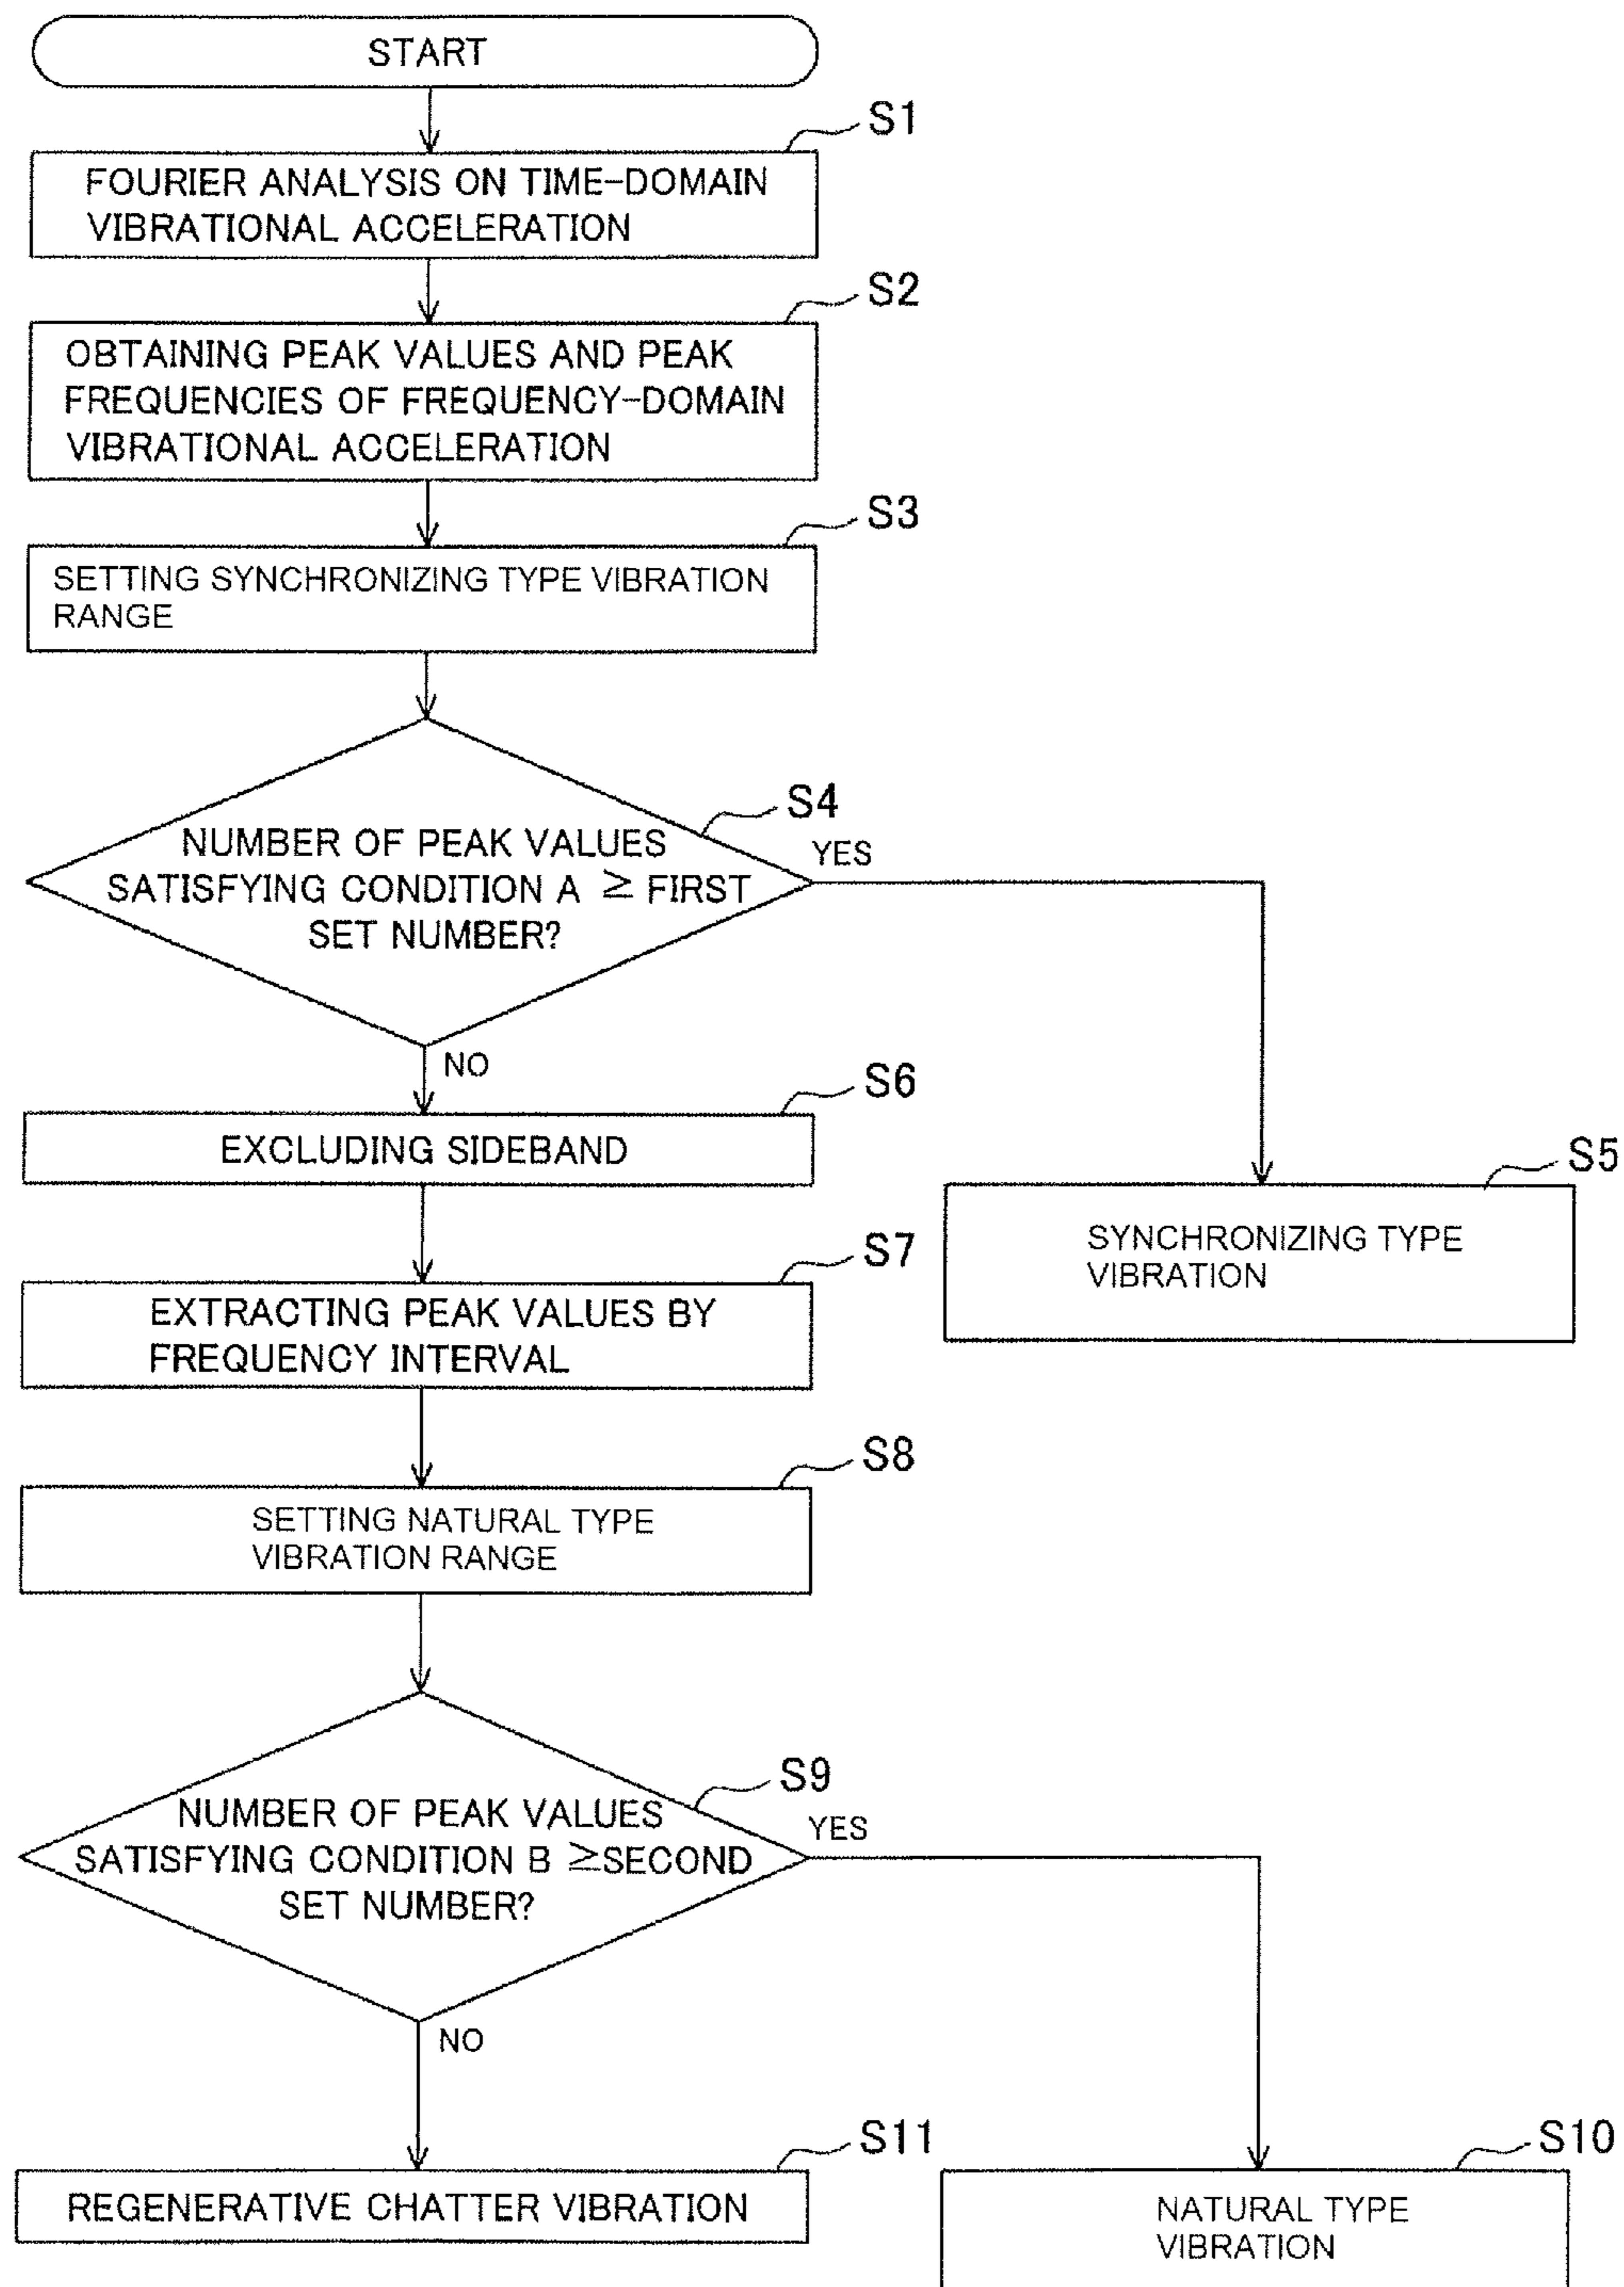 START
S1
FOURIER ANALYSIS ON TIME-DOMAIN
VIBRATIONAL ACCELERATION
S2
OBTAINING PEAK VALUES AND PEAK
FREQUENCIES OF FREQUENCY-DOMAIN
VIBRATIONAL ACCELERATION
S3
SETTING SYNCHRONIZING TYPE VIBRATION
RANGE
S4
NUMBER OF PEAK VALUES
SATISFYING CONDITION A ≧ FIRST
SET NUMBER?
YES
NO
S5
SYNCHRONIZING TYPE
VIBRATION
S6
EXCLUDING SIDEBAND
S7
EXTRACTING PEAK VALUES BY
FREQUENCY INTERVAL
S8
SETTING NATURAL TYPE
VIBRATION RANGE
S9
NUMBER OF PEAK VALUES
SATISFYING CONDITION B ≧SECOND
SET NUMBER?
YES
NO
S11
REGENERATIVE CHATTER VIBRATION
S10
NATURAL TYPE
VIBRATION